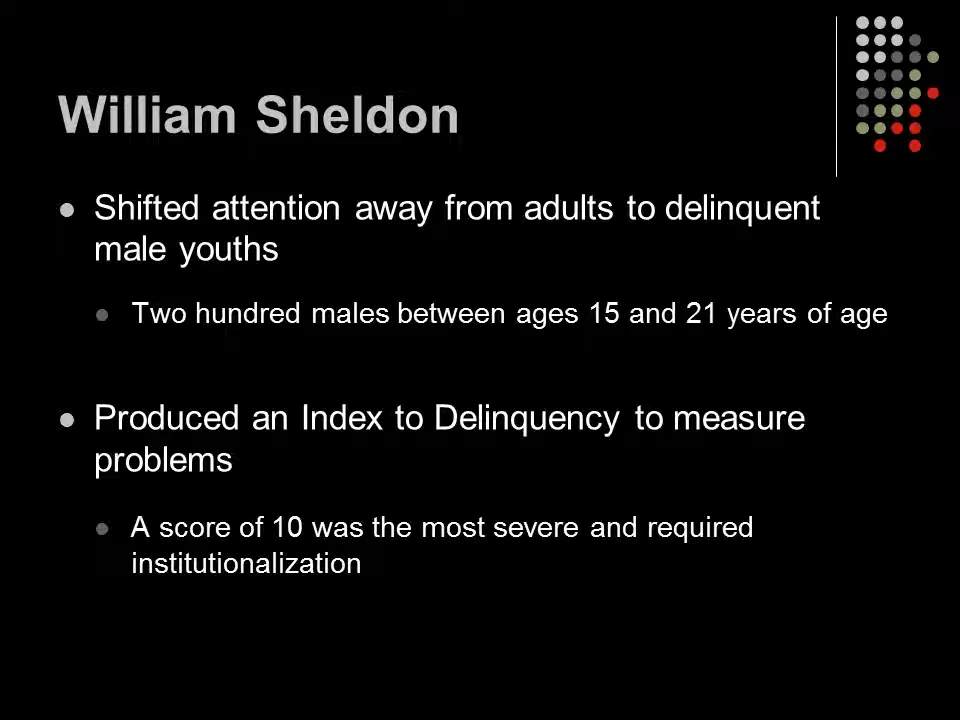 William Sheldon
Shifted attention away from adults to delinquent
male youths
Two hundred males between ages 15 and 21 years of age
Produced an Index to Delinquency to measure
problems
A score of 10 was the most severe and required
institutionalization